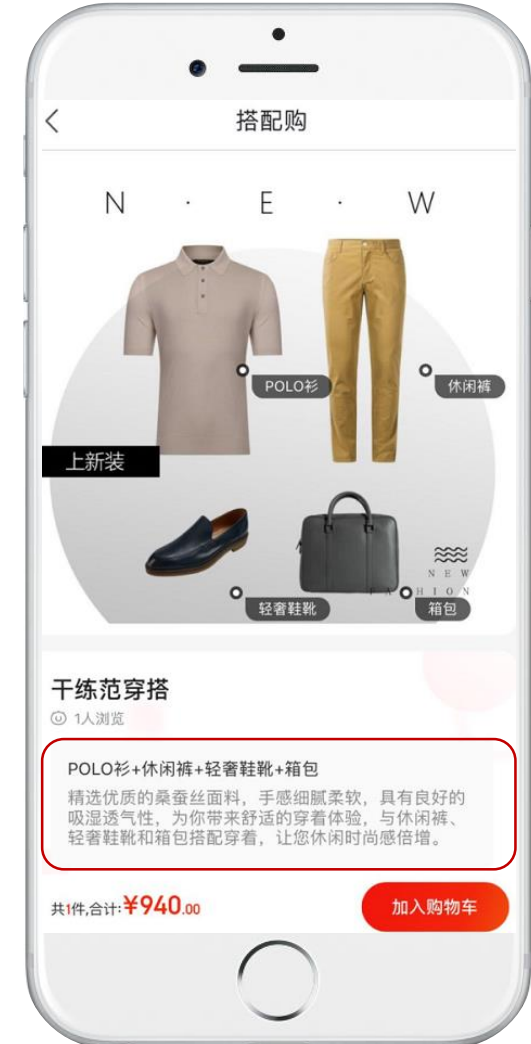 搭配购
N · E · W
POLO衫
休闲裤
上新装
NEW
FASHION
轻奢鞋靴
箱包
干练范穿搭
1人浏览
POLO衫+休闲裤+轻奢鞋靴+箱包
精选优质的桑蚕丝面料，手感细腻柔软，具有良好的
吸湿透气性，为你带来舒适的穿着体验，与休闲裤、
轻奢鞋靴和箱包搭配穿着，让您休闲时尚感倍增。
共1件,合计:¥940.00
加入购物车